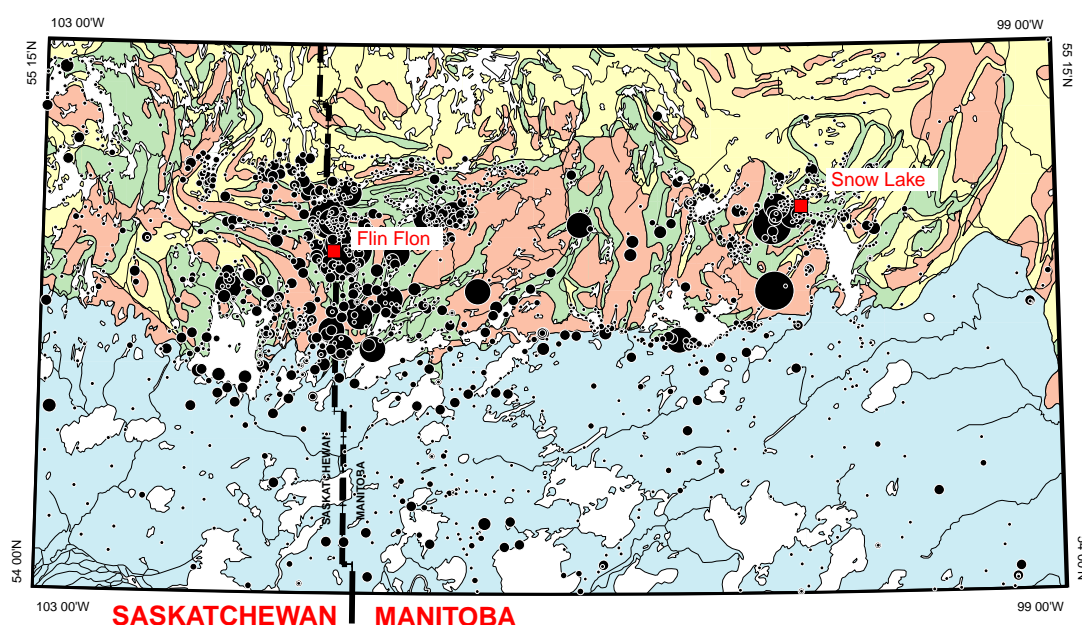 103 00'W
99 00'W
55 15'N
55 15'N
Snow Lake
Flin Flon
SASKATCHEWAN
MANITOBA
54 00'N
103 00'W
99 00'W
SASKATCHEWAN
MANITOBA